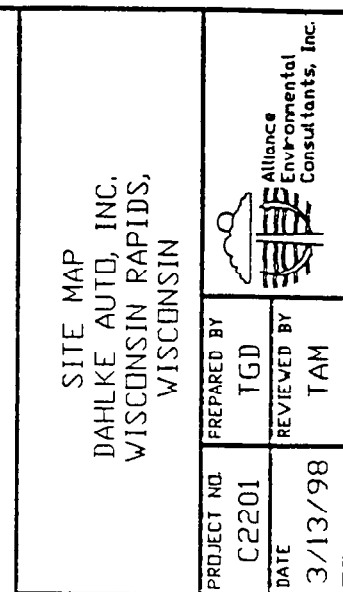 SITE MAP
DAHLKE AUTO, INC.
WISCONSIN RAPIDS,
WISCONSIN
PROJECT NO.
C2201
PREPARED BY
TGD
DATE
3/13/98
REVIEWED BY
TAM
Alliance
Enviromental
Consultants, Inc.